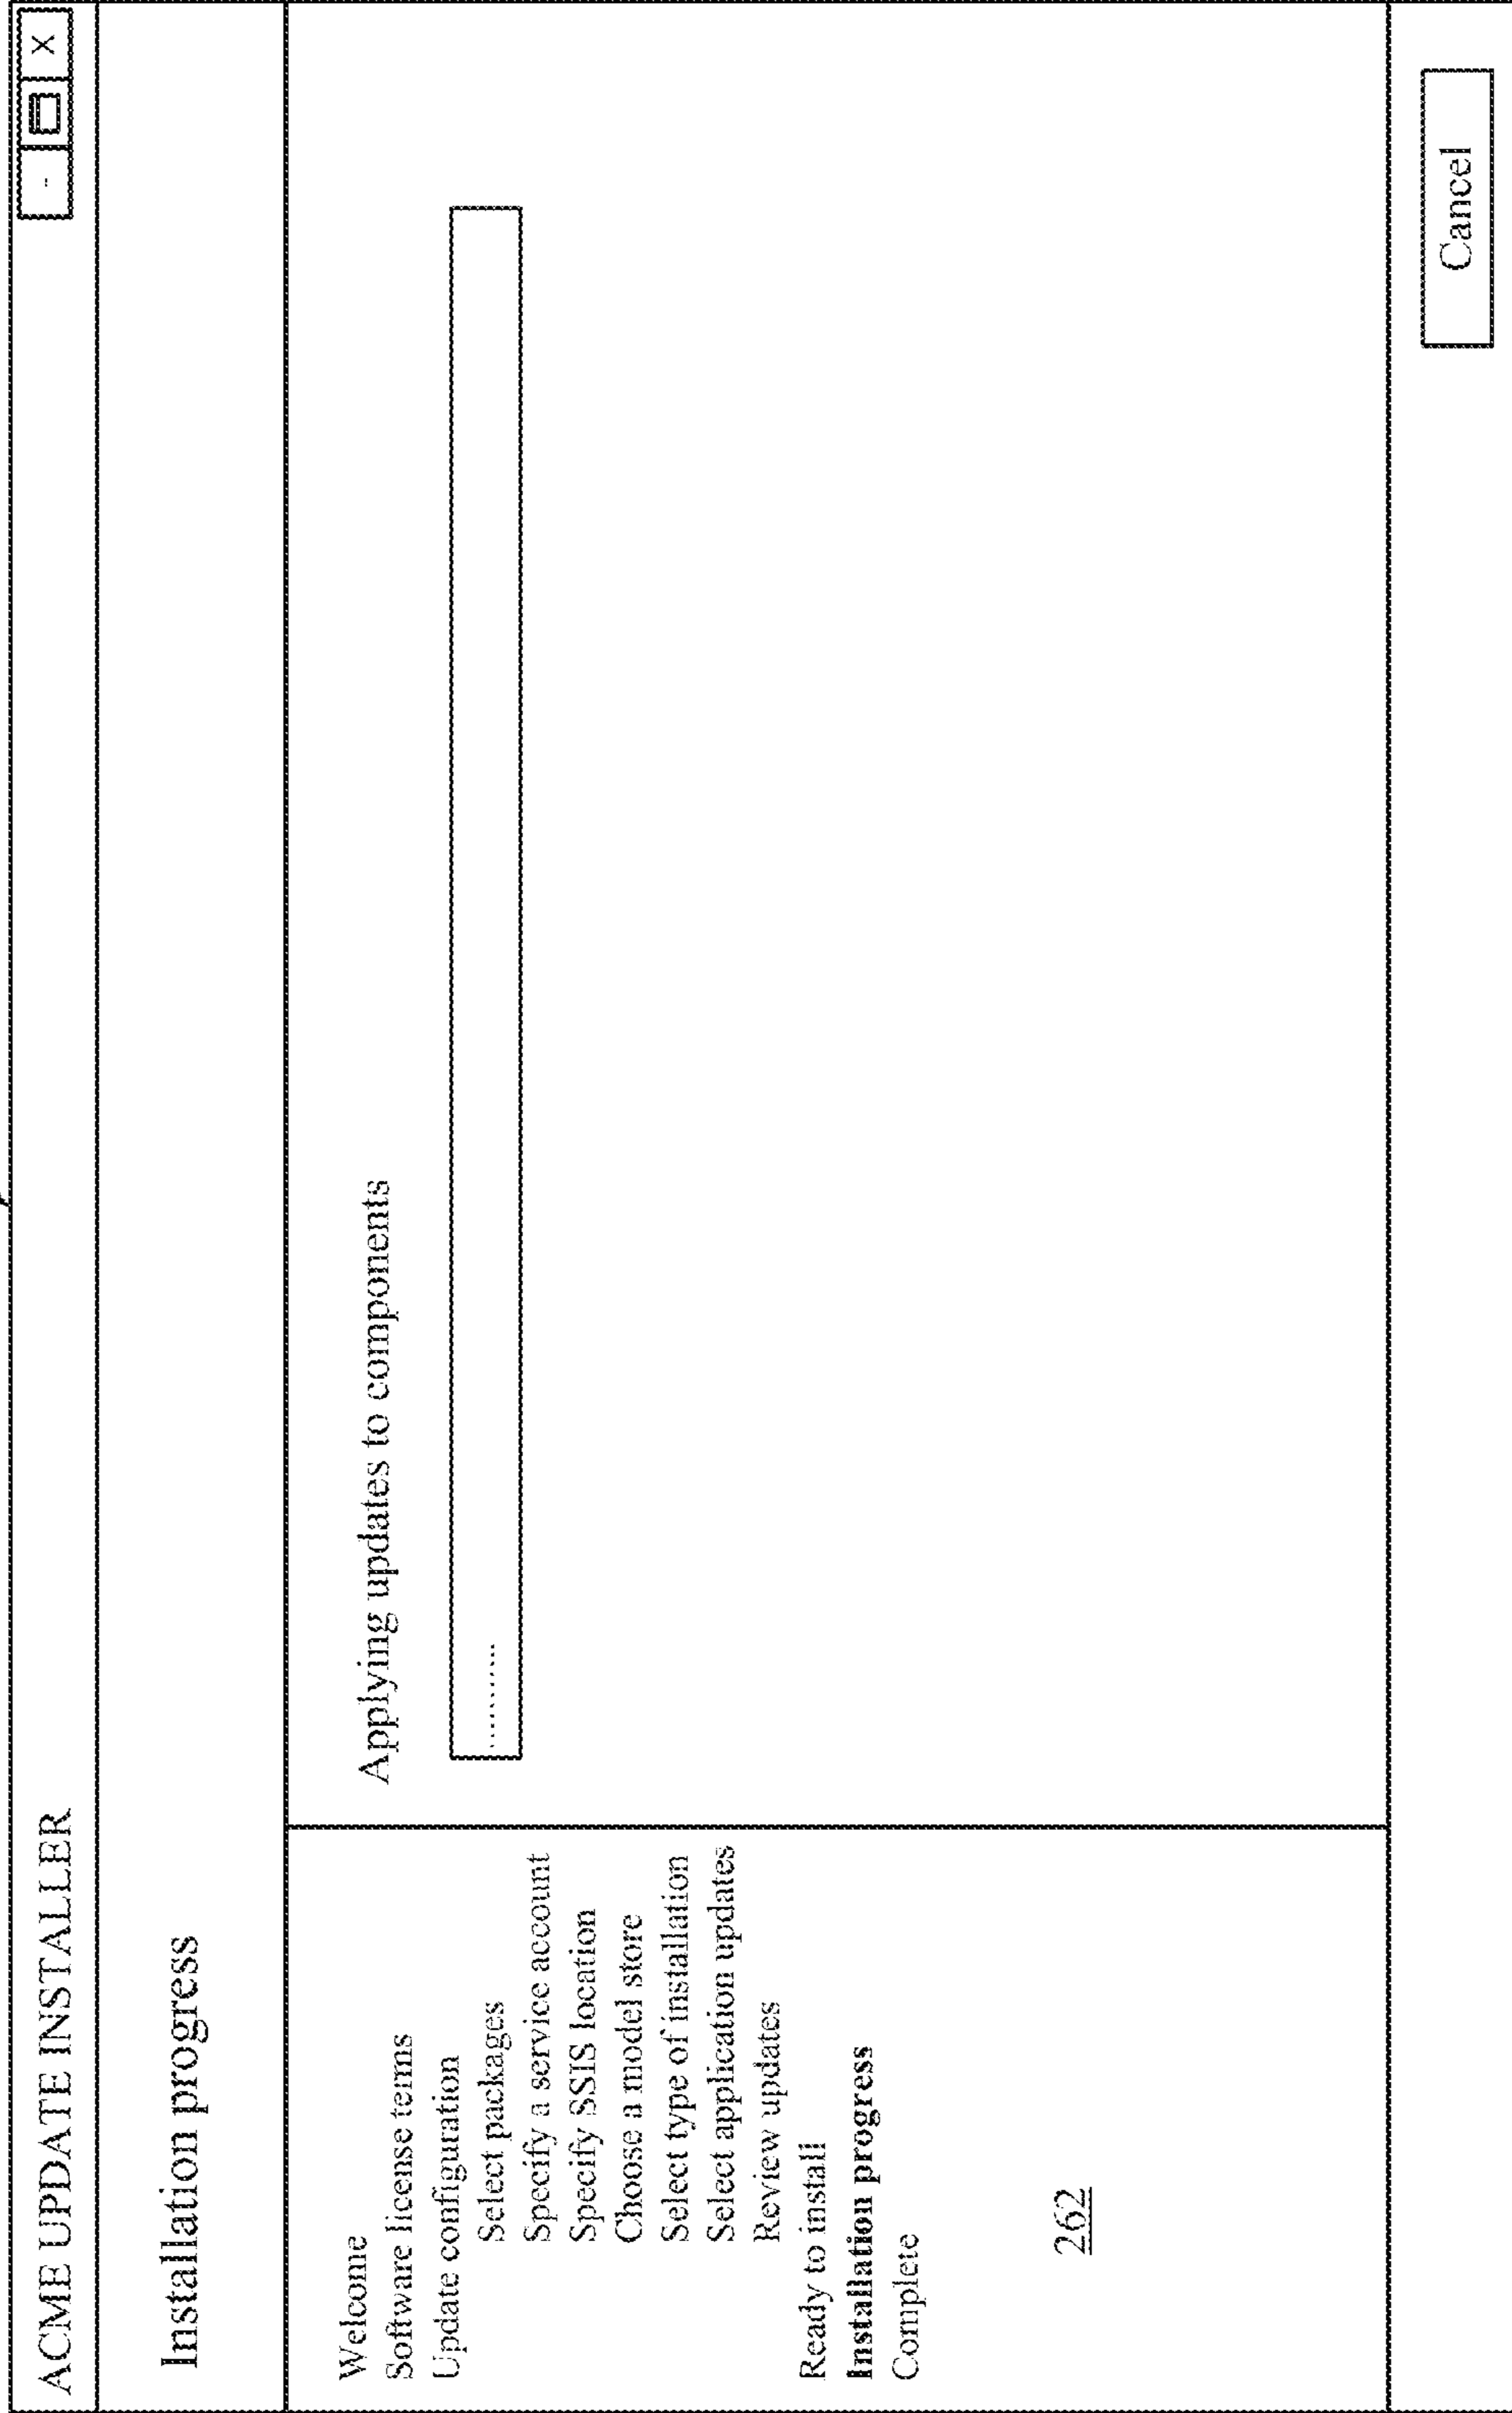 ACME UPDATE INSTALLER
- X
Installation progress
Welcome
Software license terms
Update configuration
Select packages
Specify a service account
Specify SSIS location
Choose a model store
Select type of installation
Select application updates
Review updates
Ready to install
Installation progress
Complete
262
Applying updates to components
..........
Cancel